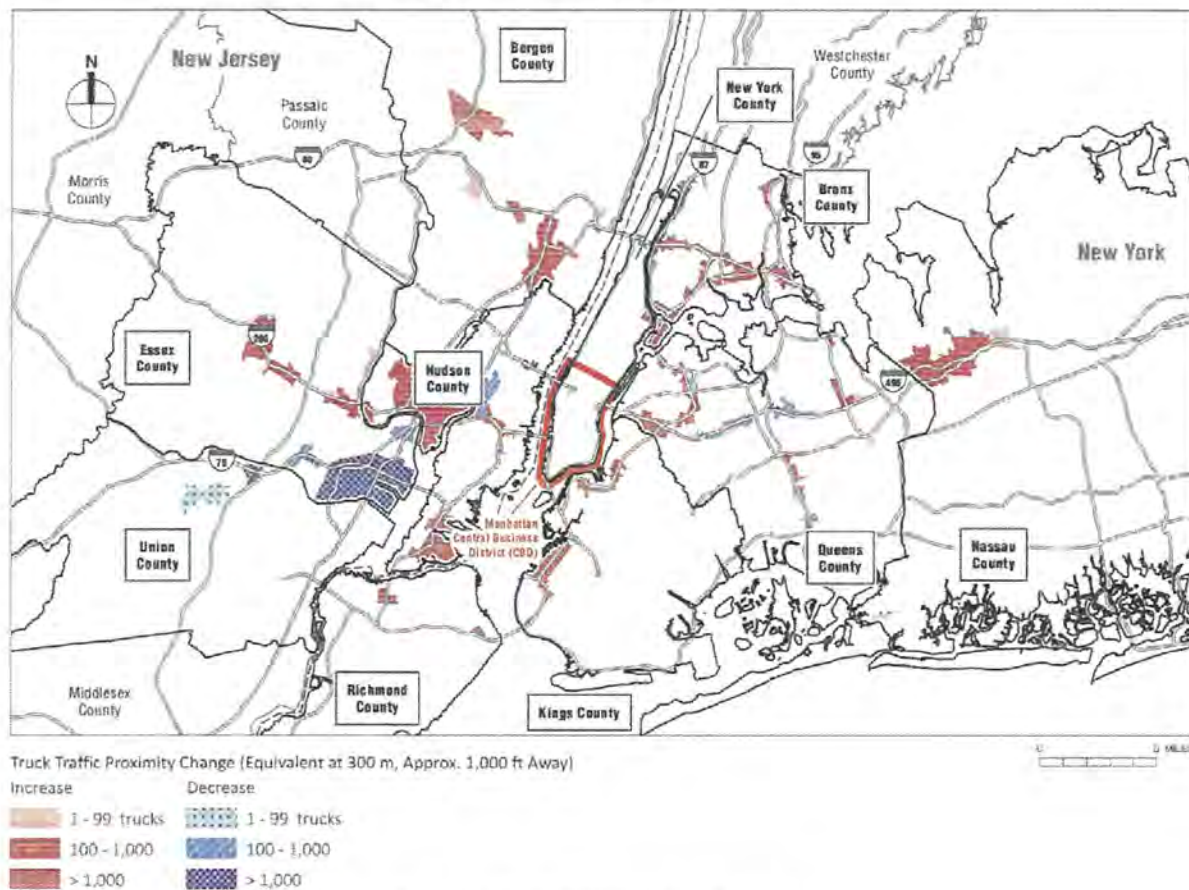 New Jersey
N
Bergen
County
Westchester
County
New York
County
Passaic
County
80
87
95
Morris
County
Bronx
County
New York
Essex
County
280
Hudson
County
495
78
Manhattan
Central Business
District (CBD)
Union
County
Queens
County
Nassau
County
Middlesex
County
Richmond
County
Kings County
Truck Traffic Proximity Change (Equivalent at 300 m, Approx. 1,000 ft Away)
Increase Decrease
1 - 99 trucks 1 - 99 trucks
100 - 1,000 100 - 1,000
> 1,000 > 1,000